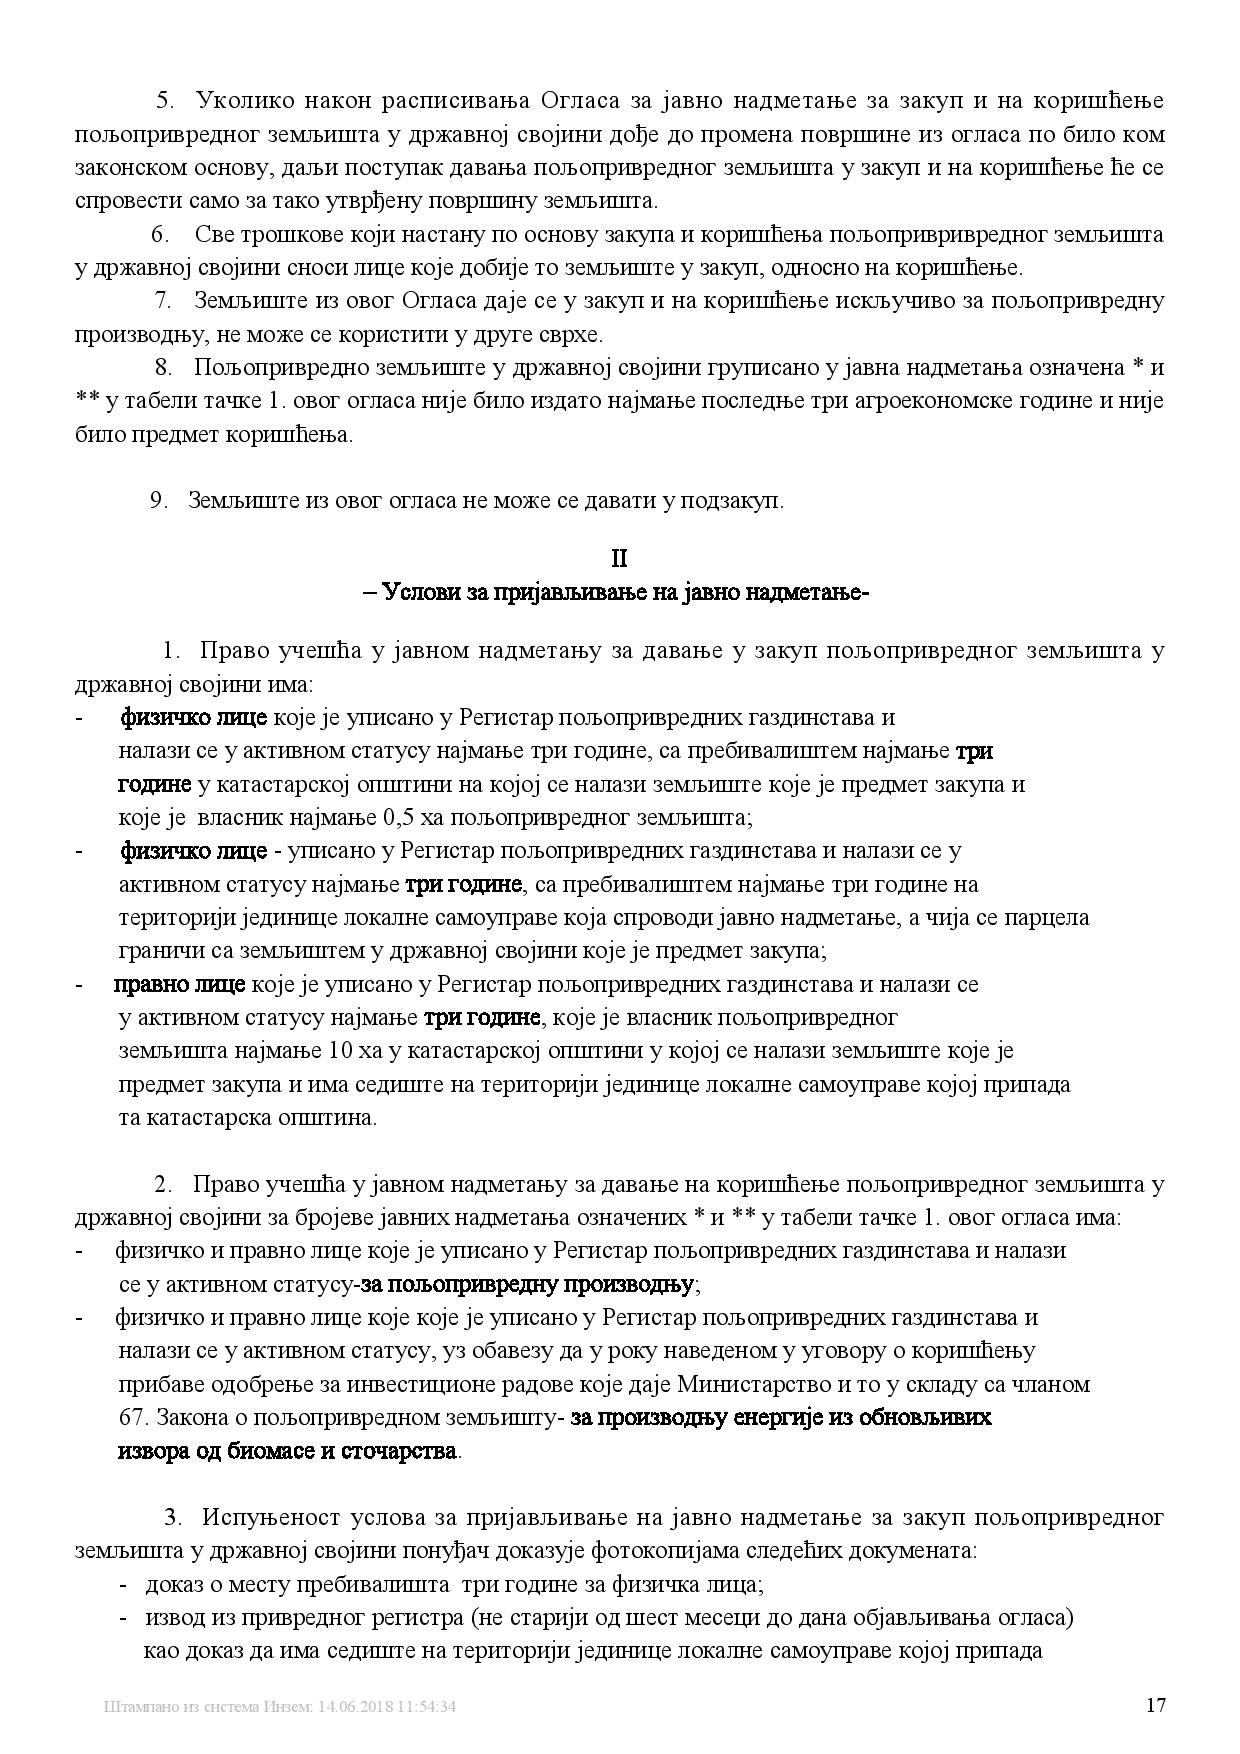 5. Уколико након расписивања Огласа за јавно надметање за закуп и на коришћење
пољопривредног земљишта у државној својини дође до промена површине из огласа по било ком
законском основу, даљи поступак давања пољопривредног земљишта у закуп и на коришћење ће се
спровести само за тако утврђену површину земљишта.
6. Све трошкове који настану по основу закупа и коришћења пољопривривредног земљишта
у државној својини сноси лице које добије то земљиште у закуп, односно на коришћење.
7. Земљиште из овог Огласа даје се у закуп и на коришћење искључиво за пољопривредну
производњу, не може се користити у друге сврхе.
8. Пољопривредно земљиште у државној својини груписано у јавна надметања означена * и
** у табели тачке 1. овог огласа није било издато најмање последње три агроекономске године и није
било предмет коришћења.
9. Земљиште из овог огласа не може се давати у подзакуп.
II
– Услови за пријављивање на јавно надметање-
1. Право учешћа у јавном надметању за давање у закуп пољопривредног земљишта у
државној својини има:
- физичко лице које је уписано у Регистар пољопривредних газдинстава и
налази се у активном статусу најмање три године, са пребивалиштем најмање три
године у катастарској општини на којој се налази земљиште које је предмет закупа и
које је власник најмање 0,5 ха пољопривредног земљишта;
- физичко лице - уписано у Регистар пољопривредних газдинстава и налази се у
активном статусу најмање три године, са пребивалиштем најмање три године на
територији јединице локалне самоуправе која спроводи јавно надметање, а чија се парцела
граничи са земљиштем у државној својини које је предмет закупа;
- правно лице које је уписано у Регистар пољопривредних газдинстава и налази се
у активном статусу најмање три године, које је власник пољопривредног
земљишта најмање 10 ха у катастарској општини у којој се налази земљиште које је
предмет закупа и има седиште на територији јединице локалне самоуправе којој припада
та катастарска општина.
2. Право учешћа у јавном надметању за давање на коришћење пољопривредног земљишта у
државној својини за бројеве јавних надметања означених * и ** у табели тачке 1. овог огласа има:
- физичко и правно лице које је уписано у Регистар пољопривредних газдинстава и налази
се у активном статусу-за пољопривредну производњу;
- физичко и правно лице које које је уписано у Регистар пољопривредних газдинстава и
налази се у активном статусу, уз обавезу да у року наведеном у уговору о коришћењу
прибаве одобрење за инвестиционе радове које даје Министарство и то у складу са чланом
67. Закона о пољопривредном земљишту- за производњу енергије из обновљивих
извора од биомасе и сточарства.
3. Испуњеност услова за пријављивање на јавно надметање за закуп пољопривредног
земљишта у државној својини понуђач доказује фотокопијама следећих докумената:
- доказ о месту пребивалишта три године за физичка лица;
- извод из привредног регистра (не старији од шест месеци до дана објављивања огласа)
као доказ да има седиште на територији јединице локалне самоуправе којој припада
Штампано из система Инзем: 14.06.2018 11:54:34
17